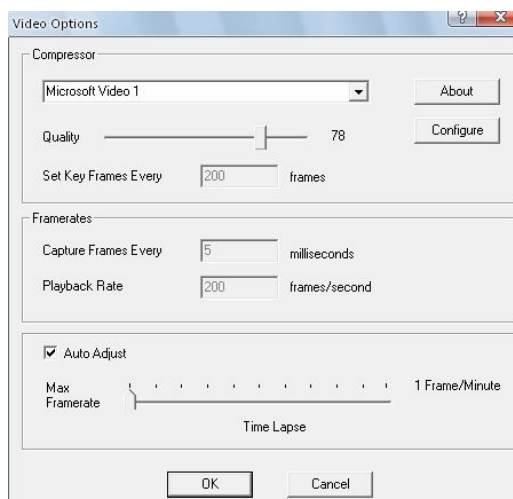 Video Options
Compressor
Microsoft Video 1
About
Quality
78
Configure
Set Key Frames Every 200 frames
Framerates
Capture Frames Every 5 milliseconds
Playback Rate 200 frames/second
Auto Adjust
Max
Framerate
1 Frame/Minute
Time Lapse
OK Cancel